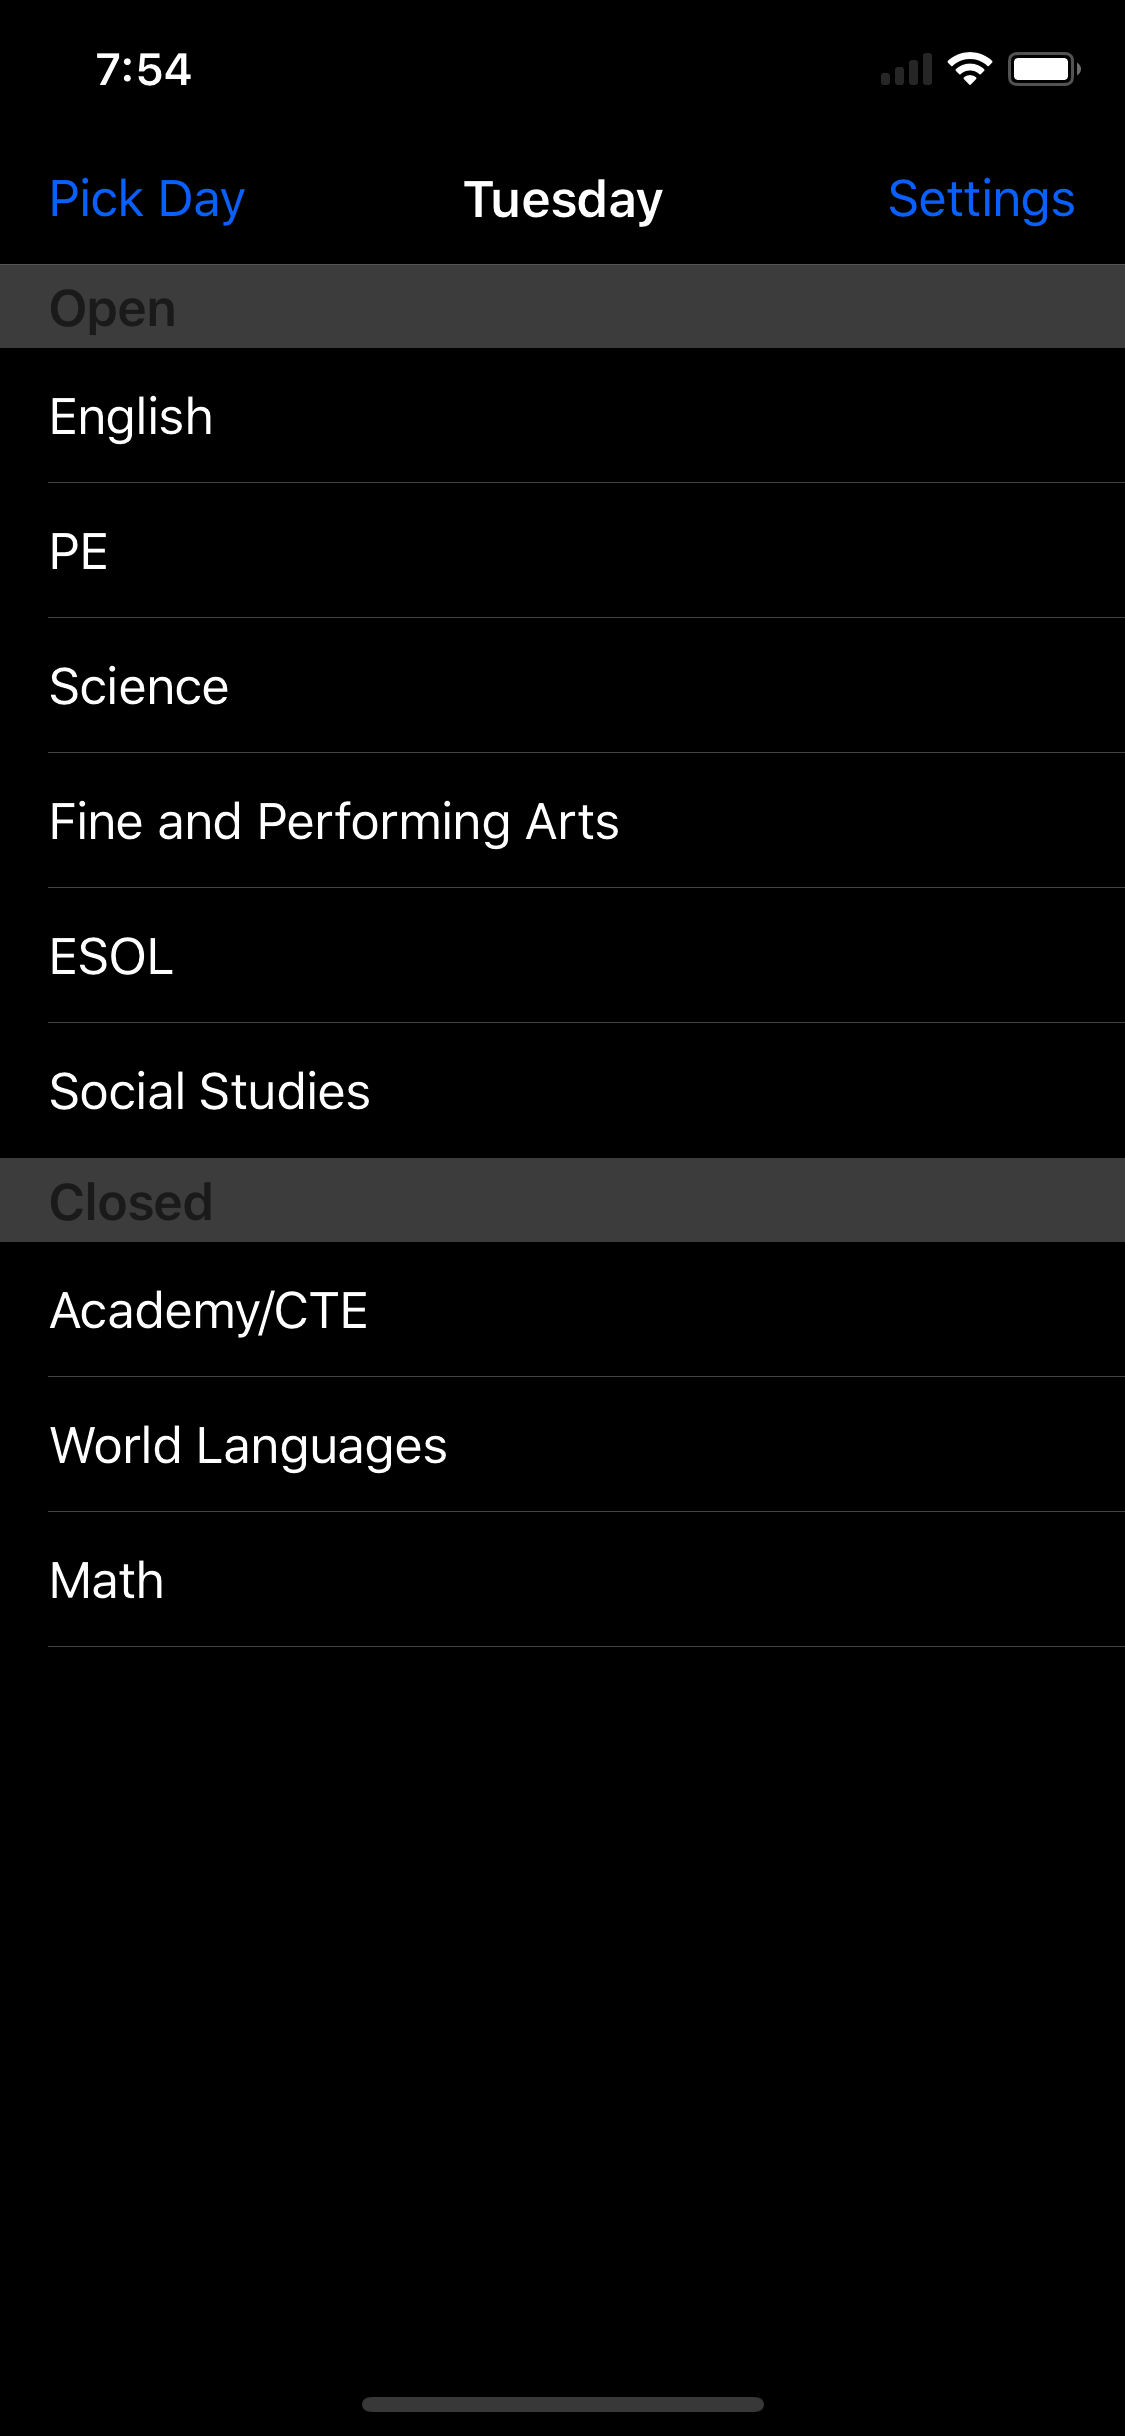 7:54
Pick Day
Tuesday
Settings
Open
English
PE
Science
Fine and Performing Arts
ESOL
Social Studies
Closed
Academy/CTE
World Languages
Math